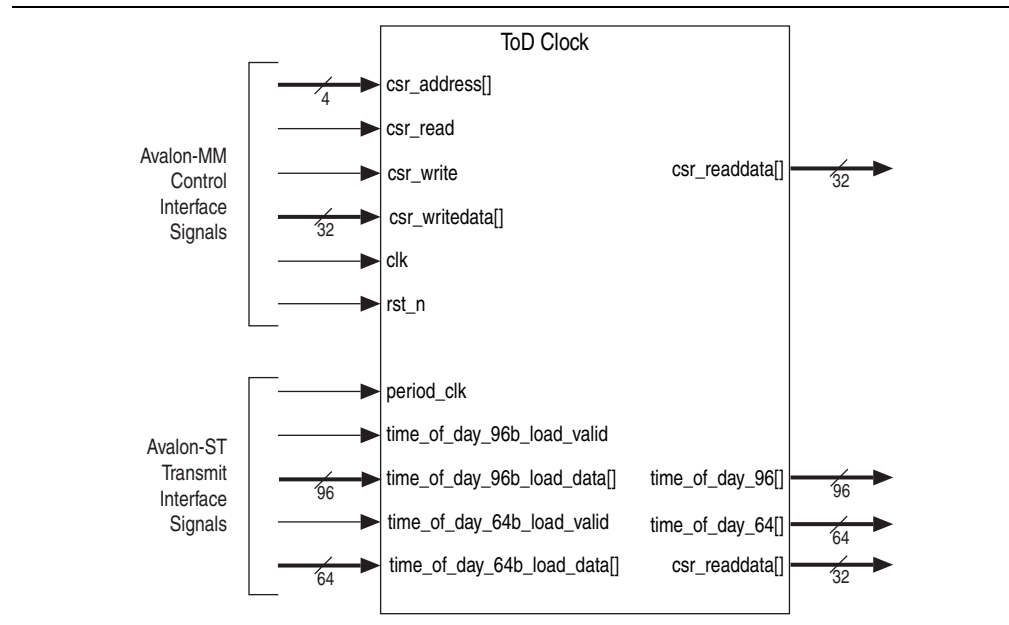 ToD Clock
Avalon-MM
Control
Interface
Signals
4
csr_address[]
csr_read
csr_write
32
csr_writedata[]
clk
rst_n
csr_readdata[]
32
Avalon-ST
Transmit
Interface
Signals
period_clk
time_of_day_96b_load_valid
96
time_of_day_96b_load_data[]
time_of_day_64b_load_valid
64
time_of_day_64b_load_data[]
time_of_day_96[]
96
time_of_day_64[]
64
csr_readdata[]
32